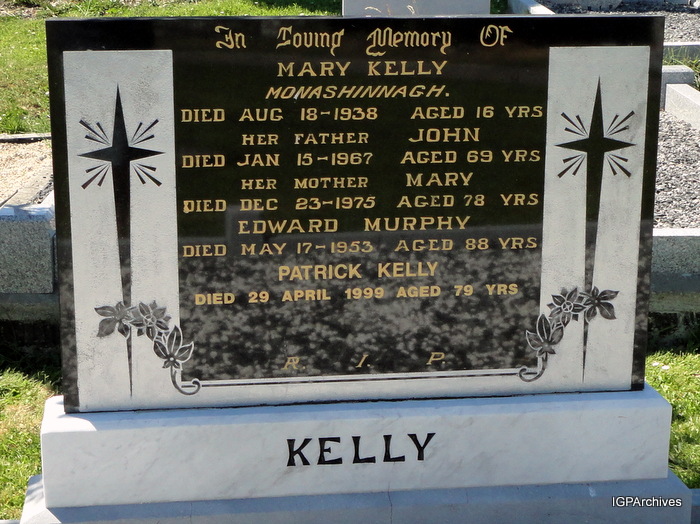 In Loving Memory Of
MARY KELLY
MONASHINNAGH.
DIED AUG 18-1938 AGED 16 YRS
HER FATHER JOHN
DIED JAN 15-1967 AGED 69 YRS
HER MOTHER MARY
DIED DEC 23-1975 AGED 78 YRS
EDWARD MURPHY
DIED MAY 17-1953 AGED 88 YRS
PATRICK KELLY
DIED 29 APRIL 1999 AGED 79 YRS
R. I. P.
KELLY
IGPArchives